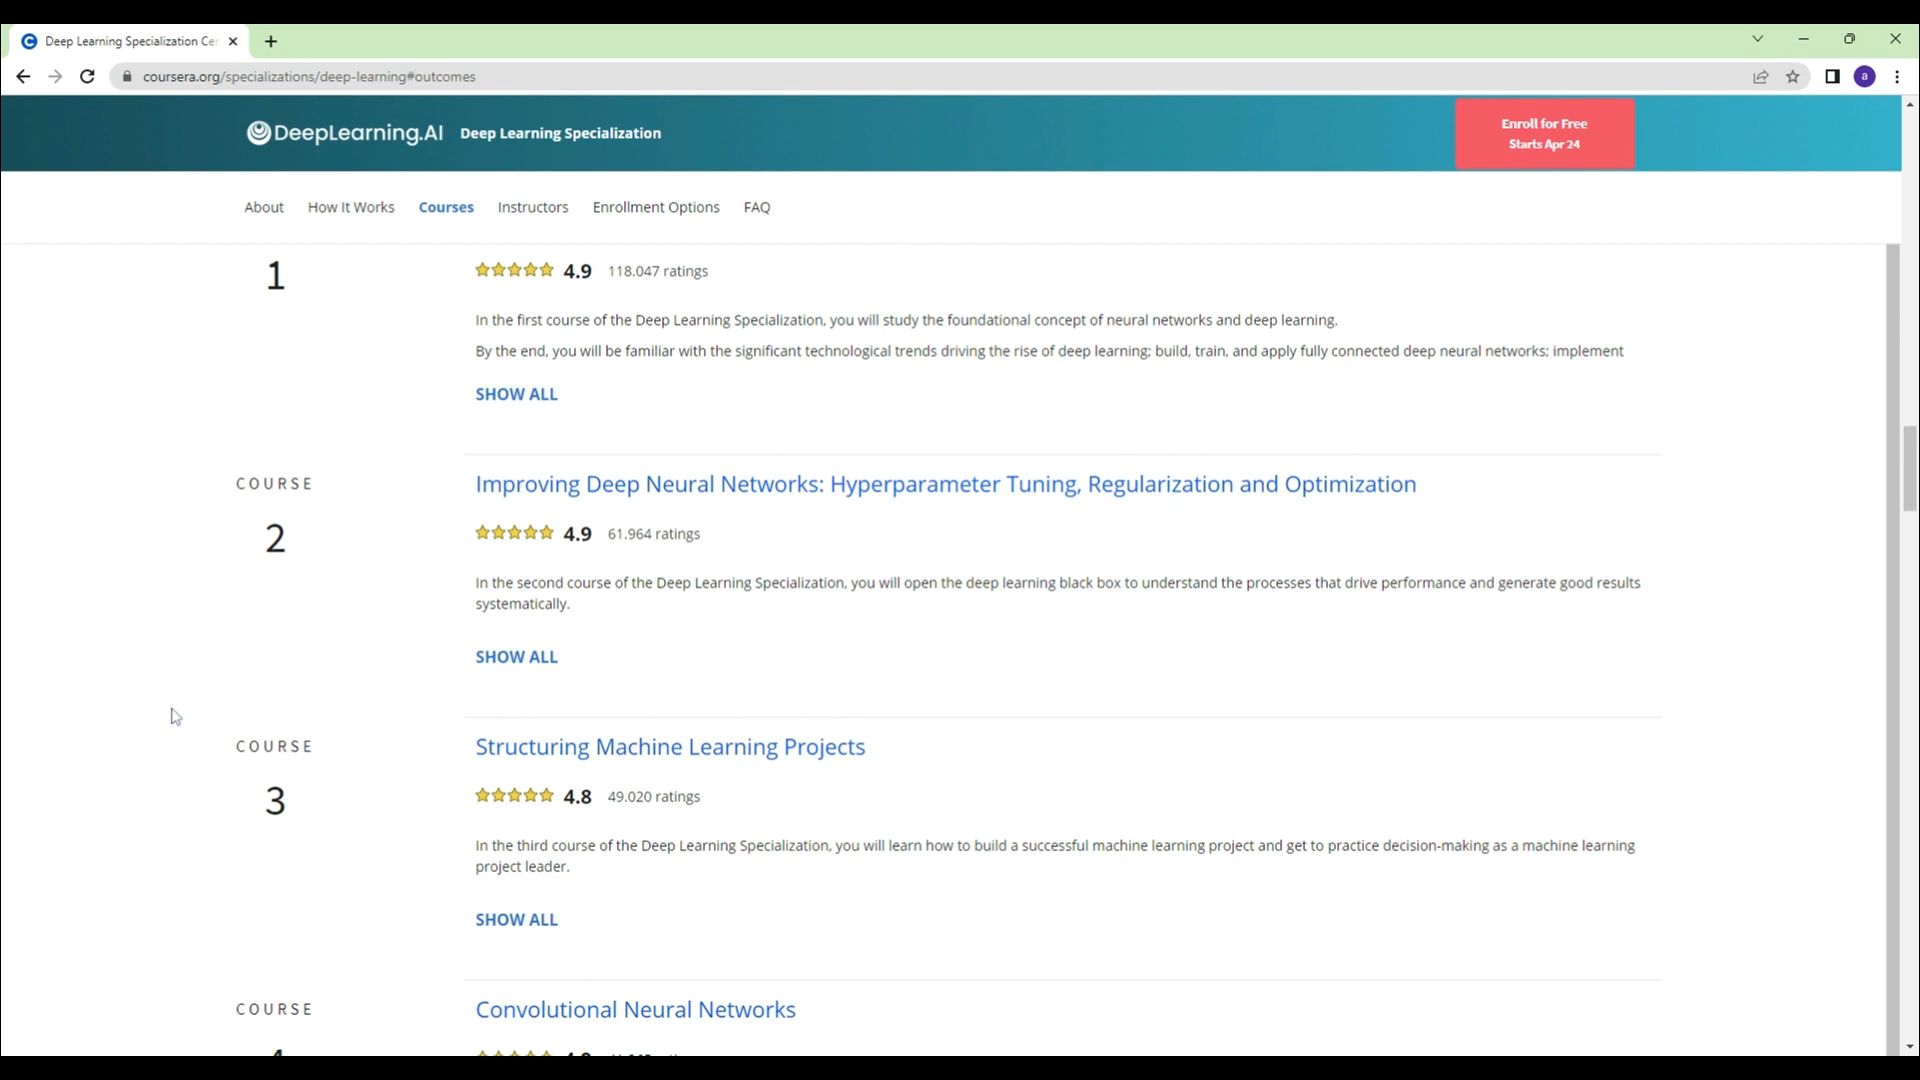 Deep Learning Specialization Cer
coursera.org/specializations/deep-learning#outcomes
a
DeepLearning.AI Deep Learning Specialization
Enroll for Free
Starts Apr 24
About How It Works Courses Instructors Enrollment Options FAQ
1
4.9 118.047 ratings
In the first course of the Deep Learning Specialization, you will study the foundational concept of neural networks and deep learning.
By the end, you will be familiar with the significant technological trends driving the rise of deep learning; build, train, and apply fully connected deep neural networks; implement
SHOW ALL
COURSE
2
Improving Deep Neural Networks: Hyperparameter Tuning, Regularization and Optimization
4.9 61.964 ratings
In the second course of the Deep Learning Specialization, you will open the deep learning black box to understand the processes that drive performance and generate good results
systematically.
SHOW ALL
COURSE
3
Structuring Machine Learning Projects
4.8 49.020 ratings
In the third course of the Deep Learning Specialization, you will learn how to build a successful machine learning project and get to practice decision-making as a machine learning
project leader.
SHOW ALL
COURSE
Convolutional Neural Networks